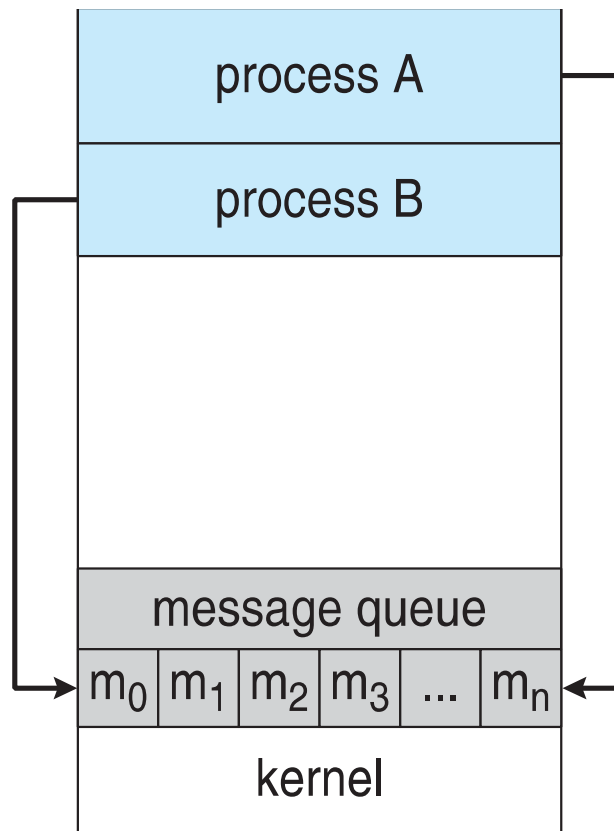 process A
process B
message queue
m₀ m₁ m₂ m₃ ... mₙ
kernel